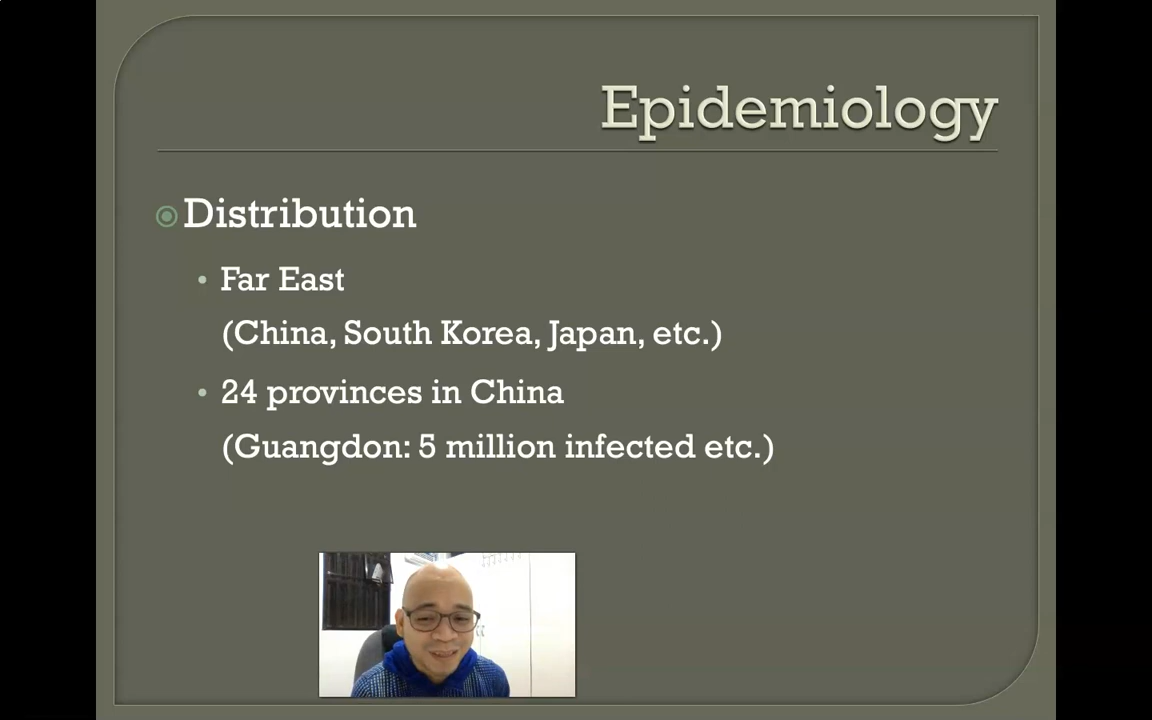 Epidemiology
Distribution
• Far East
(China, South Korea, Japan, etc.)
• 24 provinces in China
(Guangdon: 5 million infected etc.)